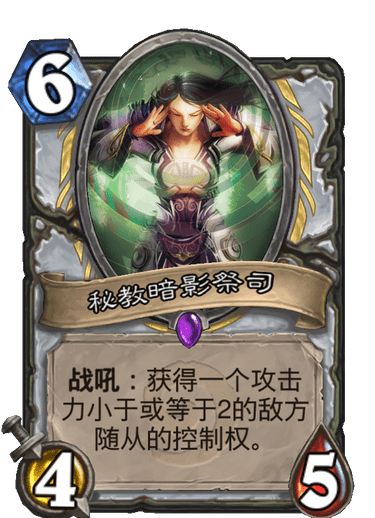 6
秘教暗影祭司
战吼：获得一个攻击
力小于或等于2的敌方
随从的控制权。
4
5